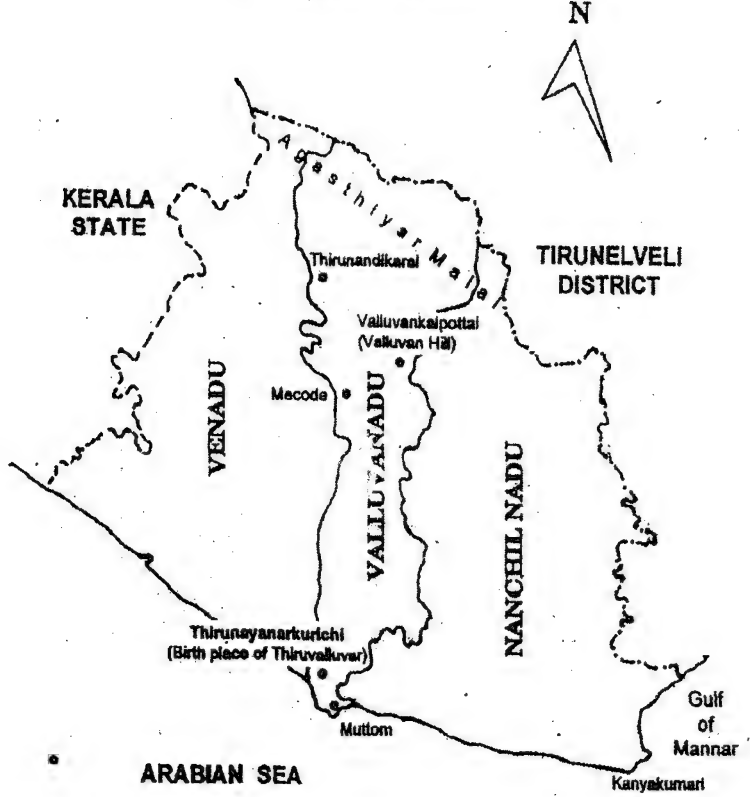 N
Agasthiyar Malai
KERALA
STATE
TIRUNELVELI
DISTRICT
Thirunandikarai
Valluvankalpottai
(Valluvan Hill)
Mecode
VENADU
VALLUVANADU
NANCHIL NADU
Thirunayanarkurichi
(Birth place of Thiruvalluvar)
Muttom
Gulf
of
Mannar
ARABIAN SEA
Kanyakumari